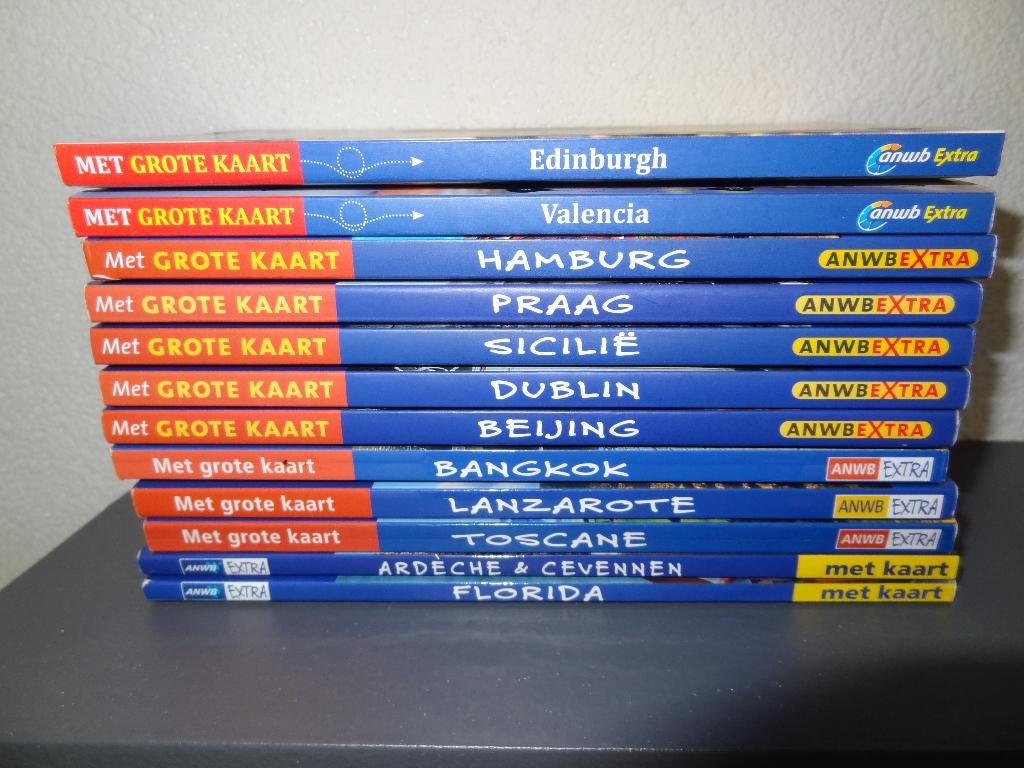 MET GROTE KAART Edinburgh anwb Extra
MET GROTE KAART Valencia anwb Extra
Met GROTE KAART HAMBURG ANWBEXTRA
Met GROTE KAART PRAAG ANWBEXTRA
Met GROTE KAART SICILIË ANWBEXTRA
Met GROTE KAART DUBLIN ANWBEXTRA
Met GROTE KAART BEIJING ANWBEXTRA
Met grote kaart BANGKOK ANWB EXTRA
Met grote kaart LANZAROTE ANWB EXTRA
Met grote kaart TOSCANE ANWB EXTRA
ANWB EXTRA ARDÈCHE & CEVENNEN met kaart
ANWB EXTRA FLORIDA met kaart